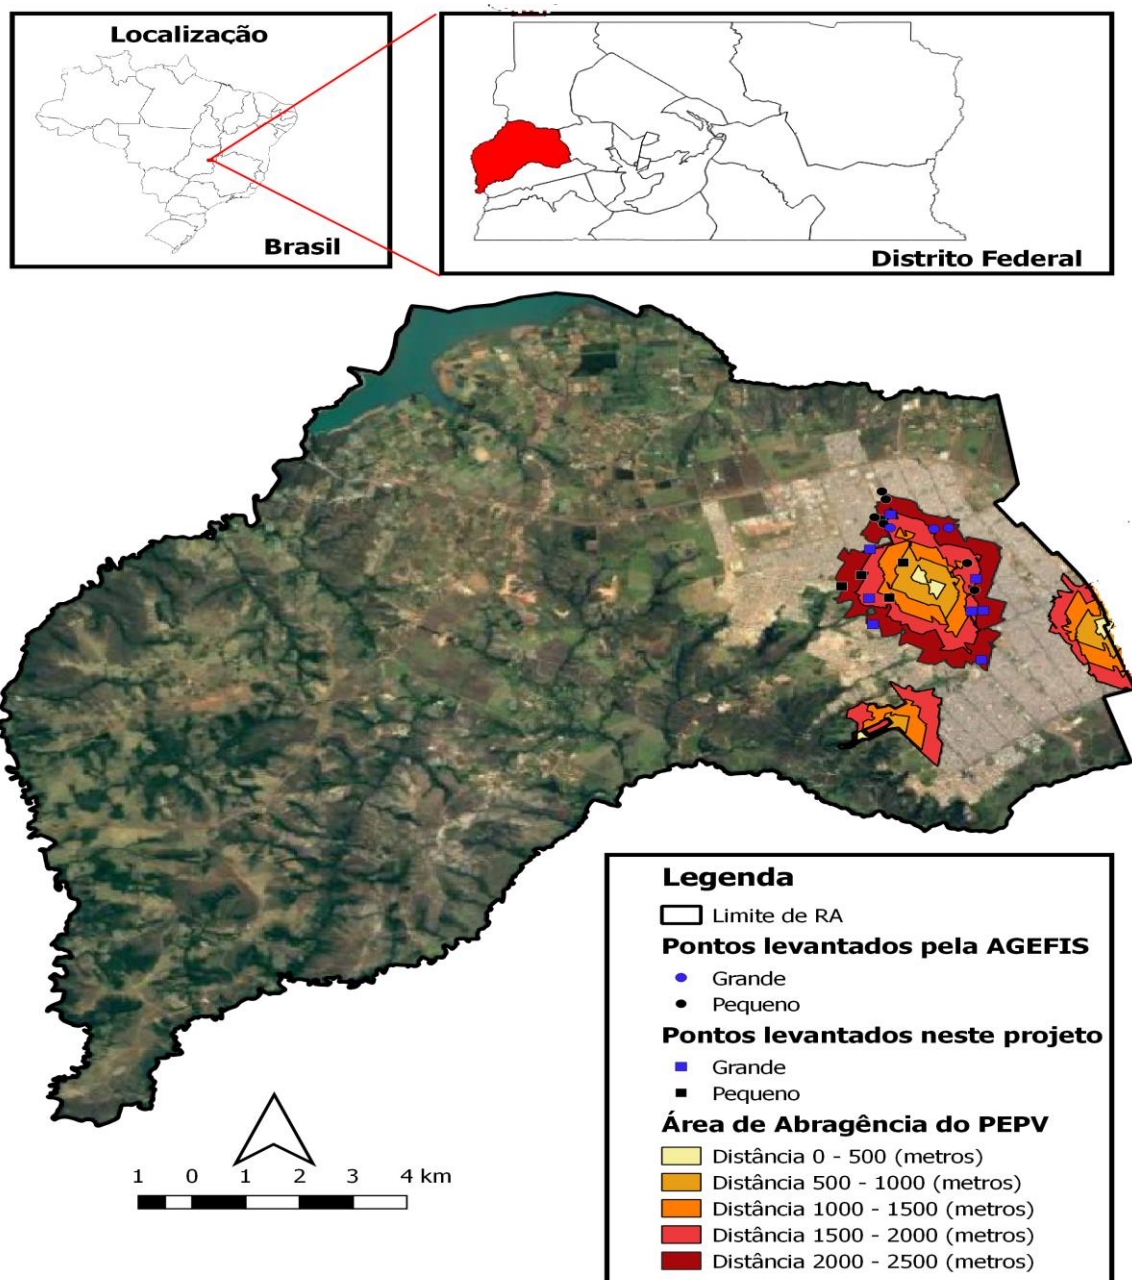 Localização
Brasil
Distrito Federal
Legenda
Limite de RA
Pontos levantados pela AGEFIS
Grande
Pequeno
Pontos levantados neste projeto
Grande
Pequeno
Área de Abragência do PEPV
Distância 0 - 500 (metros)
Distância 500 - 1000 (metros)
Distância 1000 - 1500 (metros)
Distância 1500 - 2000 (metros)
Distância 2000 - 2500 (metros)
1 0 1 2 3 4 km